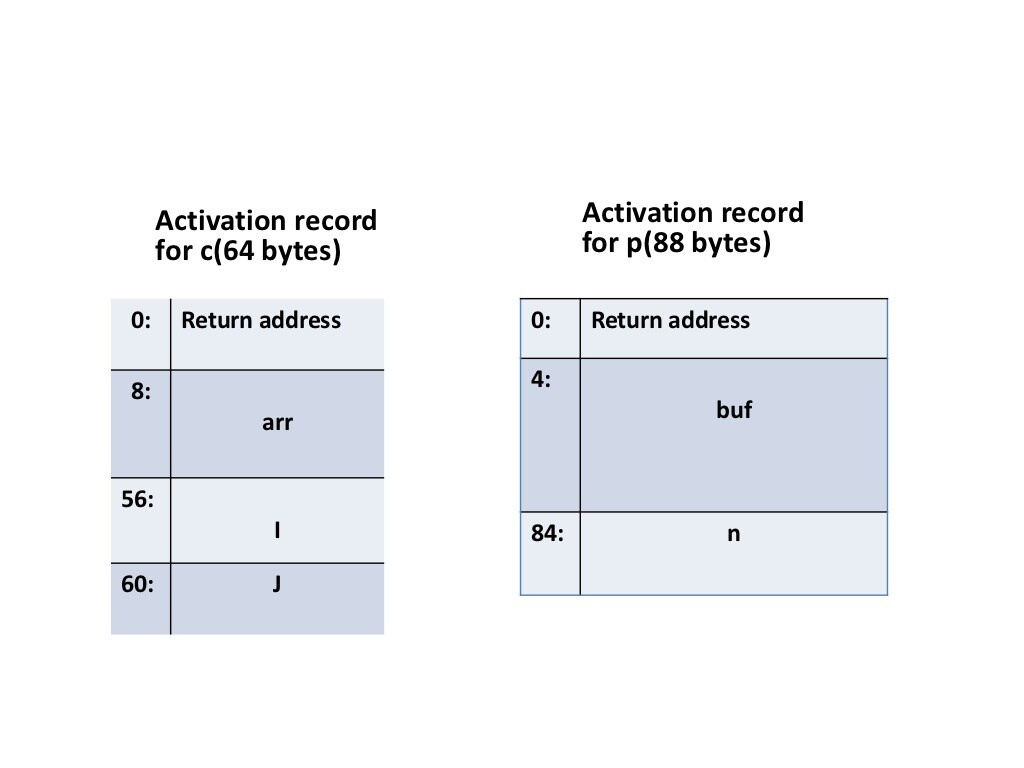 Activation record
for c(64 bytes)
0: Return address
8:
arr
56:
I
60: J
Activation record
for p(88 bytes)
0: Return address
4:
buf
84: n